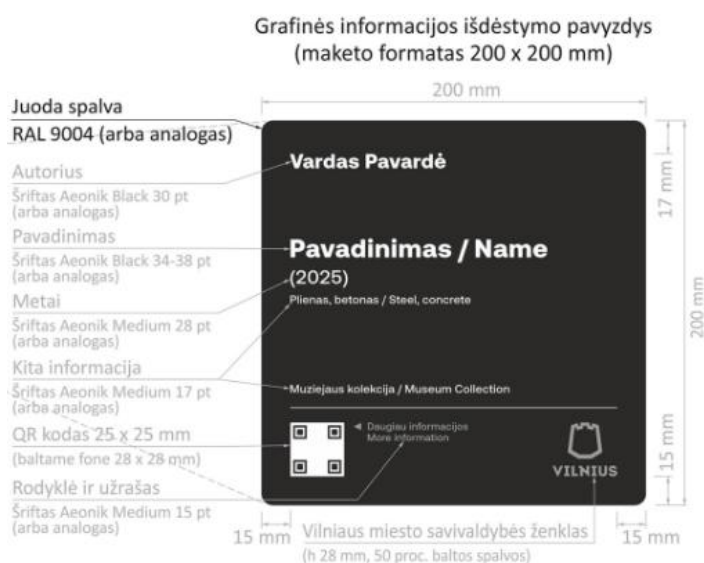 Grafinės informacijos išdėstymo pavyzdys
(maketo formatas 200 x 200 mm)
200 mm
Juoda spalva
RAL 9004 (arba analogas)
Autorius
Šriftas Aeonik Black 30 pt
(arba analogas)
Pavadinimas
Šriftas Aeonik Black 34-38 pt
(arba analogas)
Metai
Šriftas Aeonik Medium 28 pt
(arba analogas)
Kita informacija
Šriftas Aeonik Medium 17 pt
(arba analogas)
QR kodas 25 x 25 mm
(baltame fone 28 x 28 mm)
Rodyklė ir užrašas
Šriftas Aeonik Medium 15 pt
(arba analogas)
Vardas Pavardė
Pavadinimas / Name
(2025)
Plienas, betonas / Steel, concrete
Muziejaus kolekcija / Museum Collection
Daugiau informacijos
More information
VILNIUS
17 mm
200 mm
15 mm
15 mm
Vilniaus miesto savivaldybės ženklas
(h 28 mm, 50 proc. baltos spalvos)
15 mm